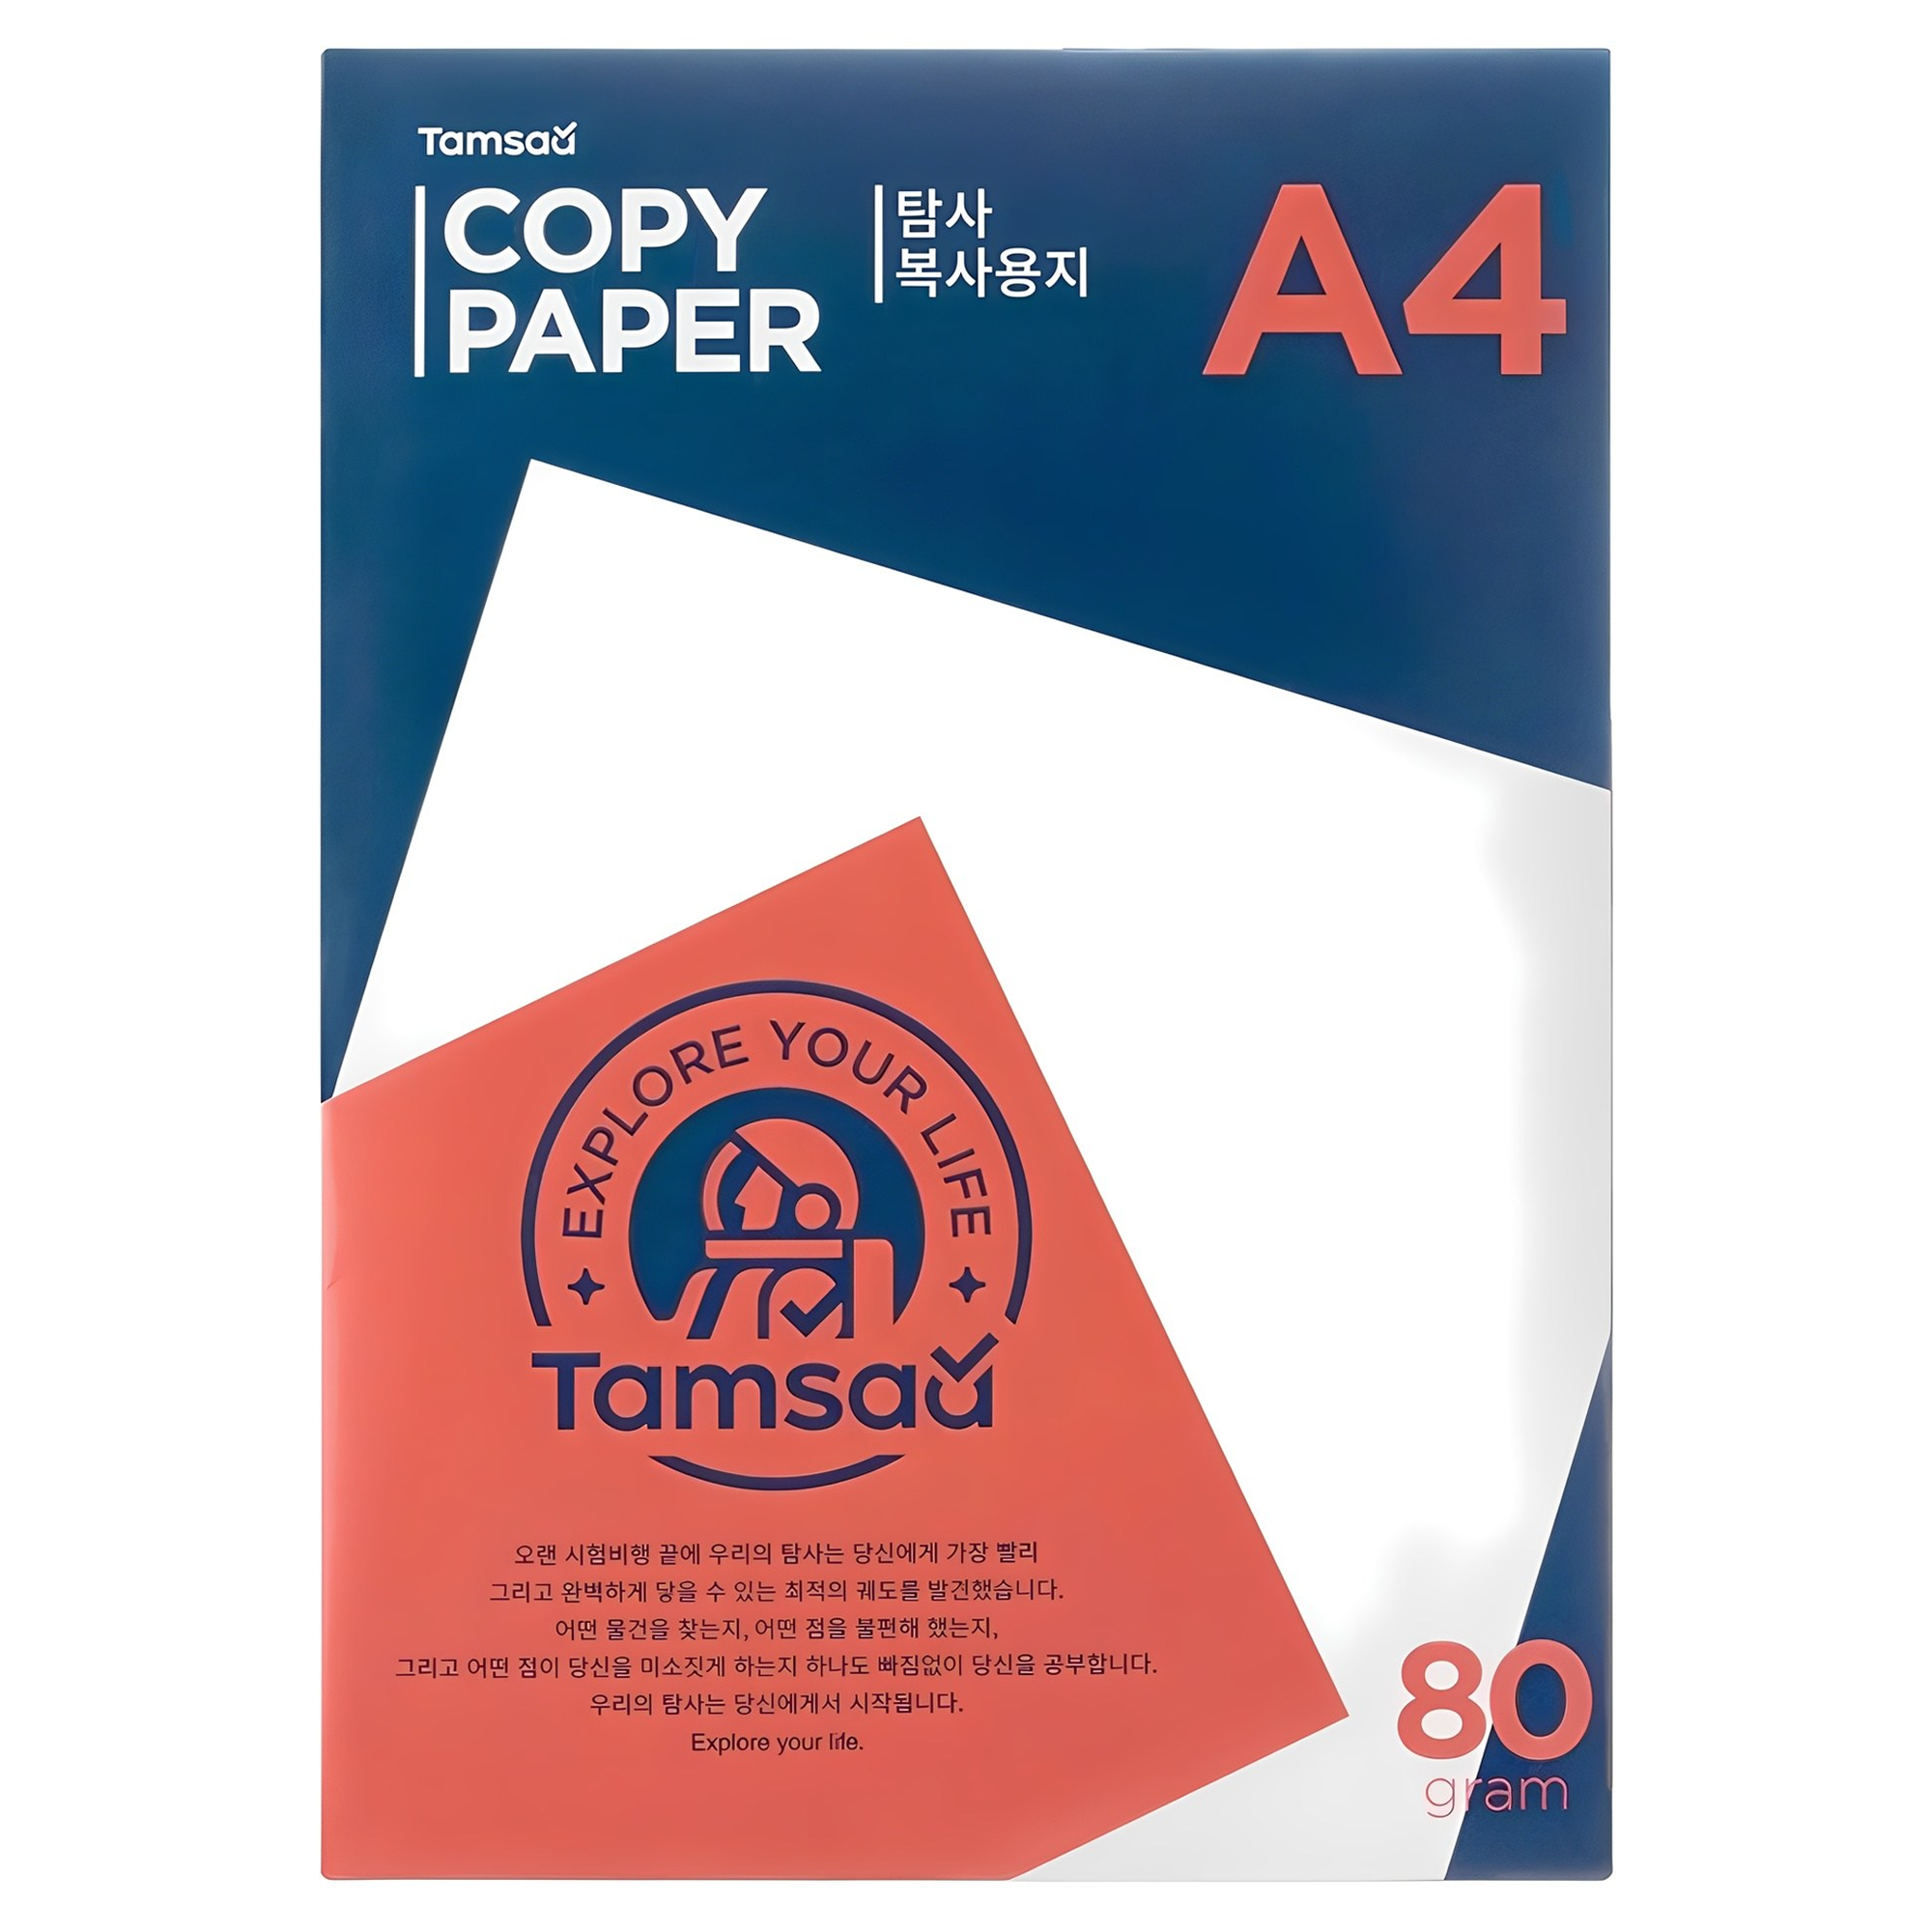 Tamsaa
COPY
PAPER
탐사
복사용지
A4
EXPLORE YOUR LIFE
Tamsaa
오랜 시험비행 끝에 우리의 탐사는 당신에게 가장 빨리
그리고 완벽하게 닿을 수 있는 최적의 궤도를 발견했습니다.
어떤 물건을 찾는지, 어떤 점을 불편해 했는지,
그리고 어떤 점이 당신을 미소짓게 하는지 하나도 빠짐없이 당신을 공부합니다.
우리의 탐사는 당신에게서 시작됩니다.
Explore your life.
80
gram